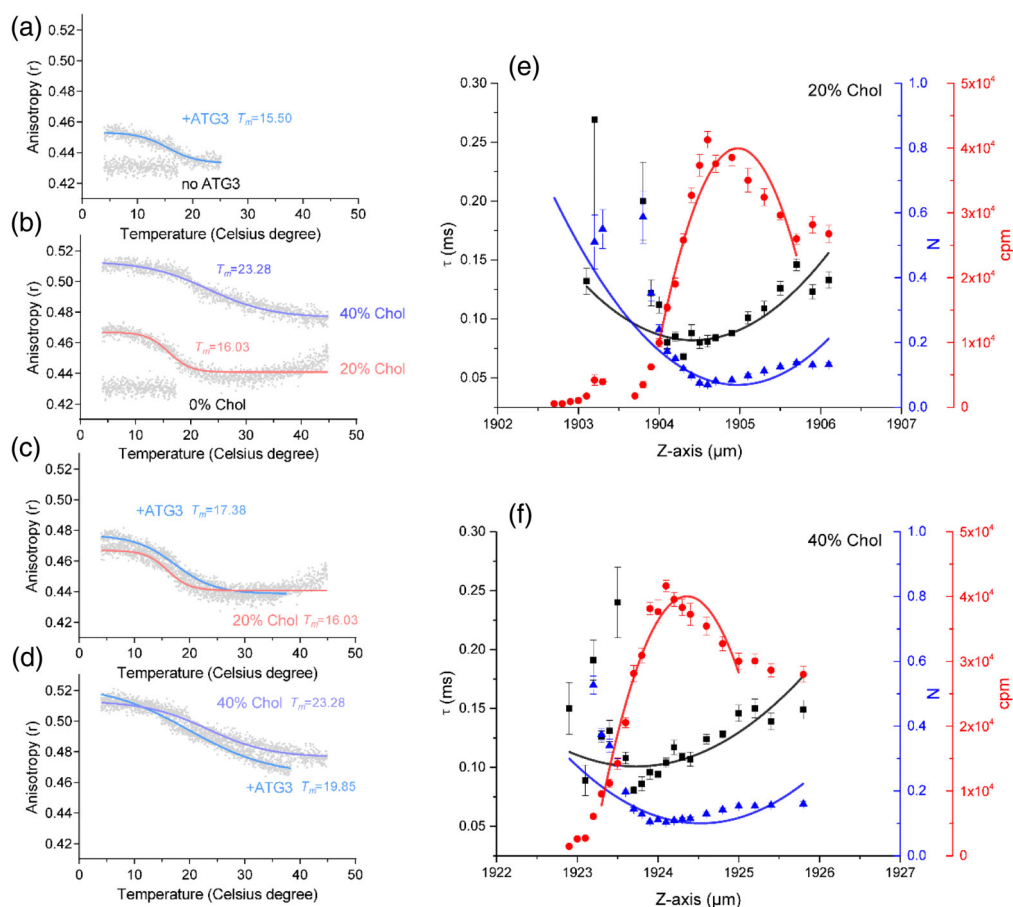 (a)
0.52
0.50
0.48
0.46
0.44
0.42
Anisotropy (r)
+ATG3 Tm=15.50
no ATG3
0 10 20 30 40 50
Temperature (Celsius degree)
(b)
0.52
0.50
0.48
0.46
0.44
0.42
Anisotropy (r)
Tm=23.28
40% Chol
Tm=16.03
20% Chol
0% Chol
0 10 20 30 40 50
Temperature (Celsius degree)
(c)
0.52
0.50
0.48
0.46
0.44
0.42
Anisotropy (r)
+ATG3 Tm=17.38
20% Chol Tm=16.03
0 10 20 30 40 50
Temperature (Celsius degree)
(d)
0.52
0.50
0.48
0.46
0.44
0.42
Anisotropy (r)
40% Chol Tm=23.28
+ATG3 Tm=19.85
0 10 20 30 40 50
Temperature (Celsius degree)
(e)
20% Chol
0.30
0.25
0.20
0.15
0.10
0.05
τ (ms)
1902 1903 1904 1905 1906 1907
Z-axis (μm)
1.0
0.8
0.6
0.4
0.2
0.0
N
5x10⁴
4x10⁴
3x10⁴
2x10⁴
1x10⁴
0
cpm
(f)
40% Chol
0.30
0.25
0.20
0.15
0.10
0.05
τ (ms)
1922 1923 1924 1925 1926 1927
Z-axis (μm)
1.0
0.8
0.6
0.4
0.2
0.0
N
5x10⁴
4x10⁴
3x10⁴
2x10⁴
1x10⁴
0
cpm